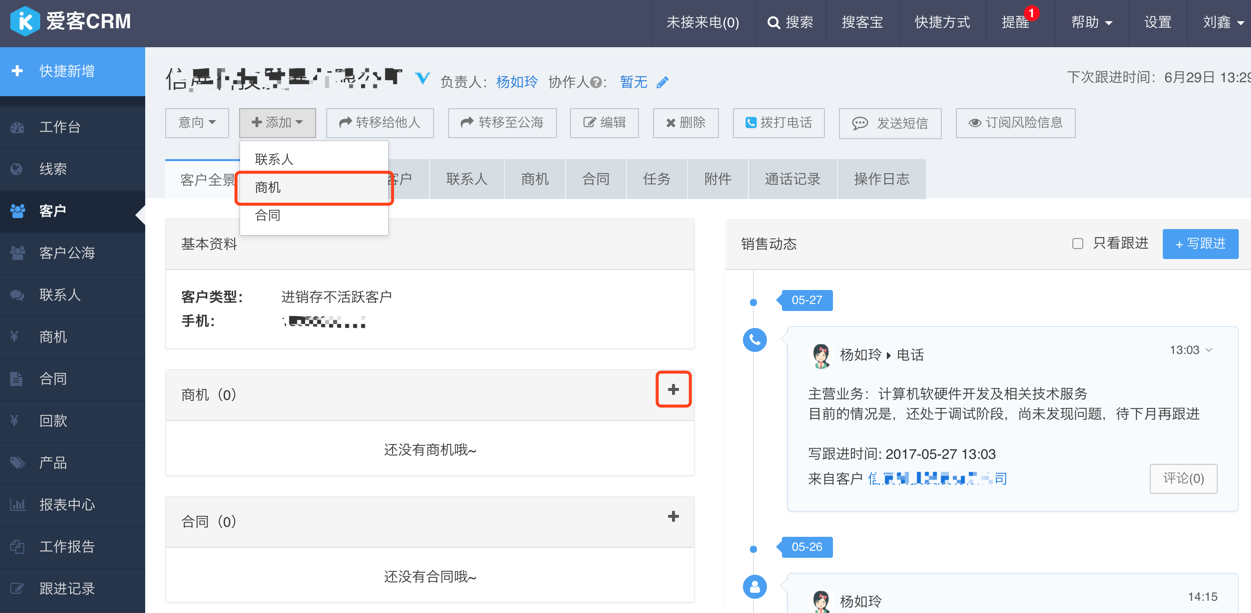 爱客CRM
未接来电(0) 搜索 搜客宝 快捷方式 提醒 1 帮助 设置 刘鑫
+ 快捷新增
工作台
线索
客户
客户公海
联系人
商机
合同
回款
产品
报表中心
工作报告
跟进记录
负责人： 杨如玲 协作人 ： 暂无
下次跟进时间： 6月29日 13:29
意向 添加 转移给他人 转移至公海 编辑 删除 拨打电话 发送短信 订阅风险信息
联系人
商机
合同
客户全景 客户 联系人 商机 合同 任务 附件 通话记录 操作日志
基本资料
客户类型： 进销存不活跃客户
手机：
商机（0）
还没有商机哦~
合同（0）
还没有合同哦~
销售动态 只看跟进 + 写跟进
05-27
杨如玲 电话 13:03
主营业务：计算机软硬件开发及相关技术服务
目前的情况是，还处于调试阶段，尚未发现问题，待下月再跟进
写跟进时间: 2017-05-27 13:03
来自客户 司 评论(0)
05-26
杨如玲 14:15